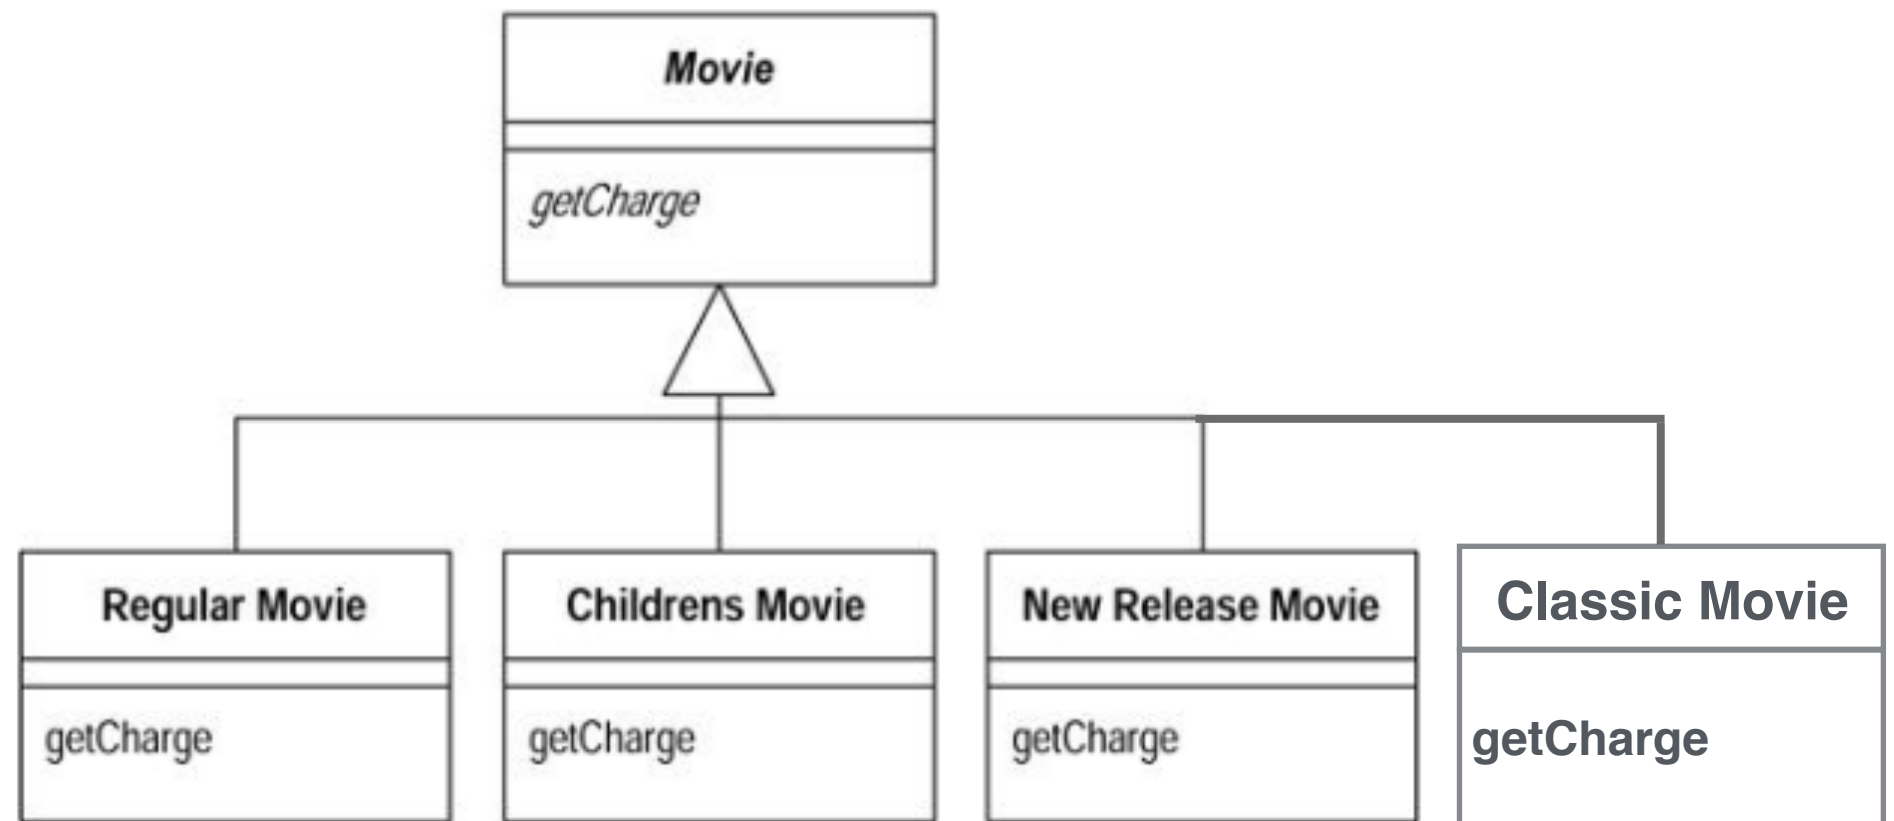 Movie
getCharge
Regular Movie
Childrens Movie
New Release Movie
Classic Movie
getCharge
getCharge
getCharge
getCharge